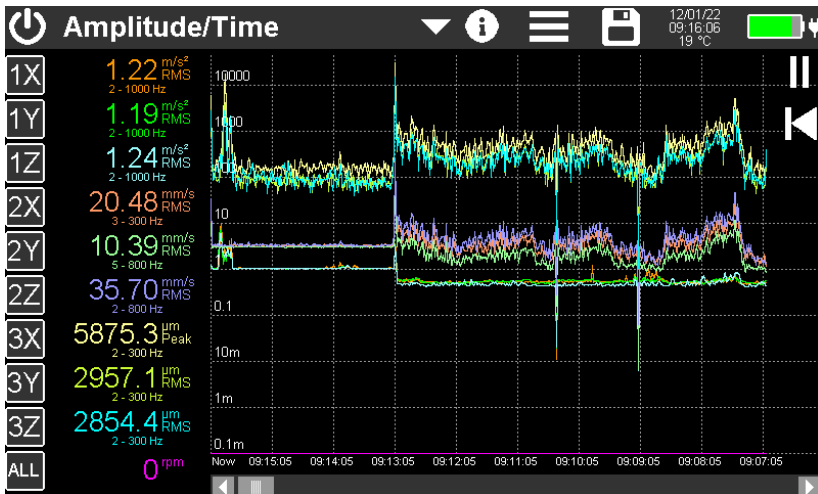 Amplitude/Time
12/01/22
09:16:06
19 °C
1X 1.22 m/s² RMS
2 - 1000 Hz
1Y 1.19 m/s² RMS
2 - 1000 Hz
1Z 1.24 m/s² RMS
2 - 1000 Hz
2X 20.48 mm/s RMS
3 - 300 Hz
2Y 10.39 mm/s RMS
5 - 800 Hz
2Z 35.70 mm/s RMS
2 - 800 Hz
3X 5875.3 µm Peak
2 - 300 Hz
3Y 2957.1 µm RMS
2 - 300 Hz
3Z 2854.4 µm RMS
2 - 300 Hz
ALL 0 rpm
10000
10
0.1
10m
1m
0.1m
Now 09:15:05 09:14:05 09:13:05 09:12:05 09:11:05 09:10:05 09:09:05 09:08:05 09:07:05